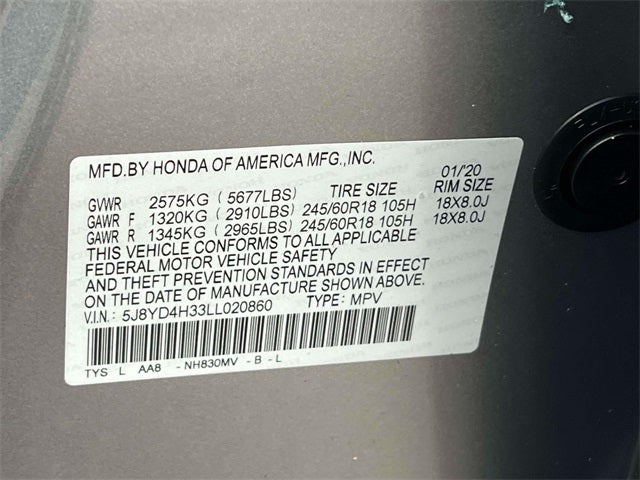 MFD.BY HONDA OF AMERICA MFG.,INC. 01/'20
TIRE SIZE RIM SIZE
GVWR 2575KG (5677LBS)
GAWR F 1320KG (2910LBS) 245/60R18 105H 18X8.0J
GAWR R 1345KG (2965LBS) 245/60R18 105H 18X8.0J
THIS VEHICLE CONFORMS TO ALL APPLICABLE
FEDERAL MOTOR VEHICLE SAFETY
AND THEFT PREVENTION STANDARDS IN EFFECT
ON THE DATE OF MANUFACTURE SHOWN ABOVE.
V.I.N.: 5J8YD4H33LL020860 TYPE: MPV
TYS L AA8 -NH830MV -B -L